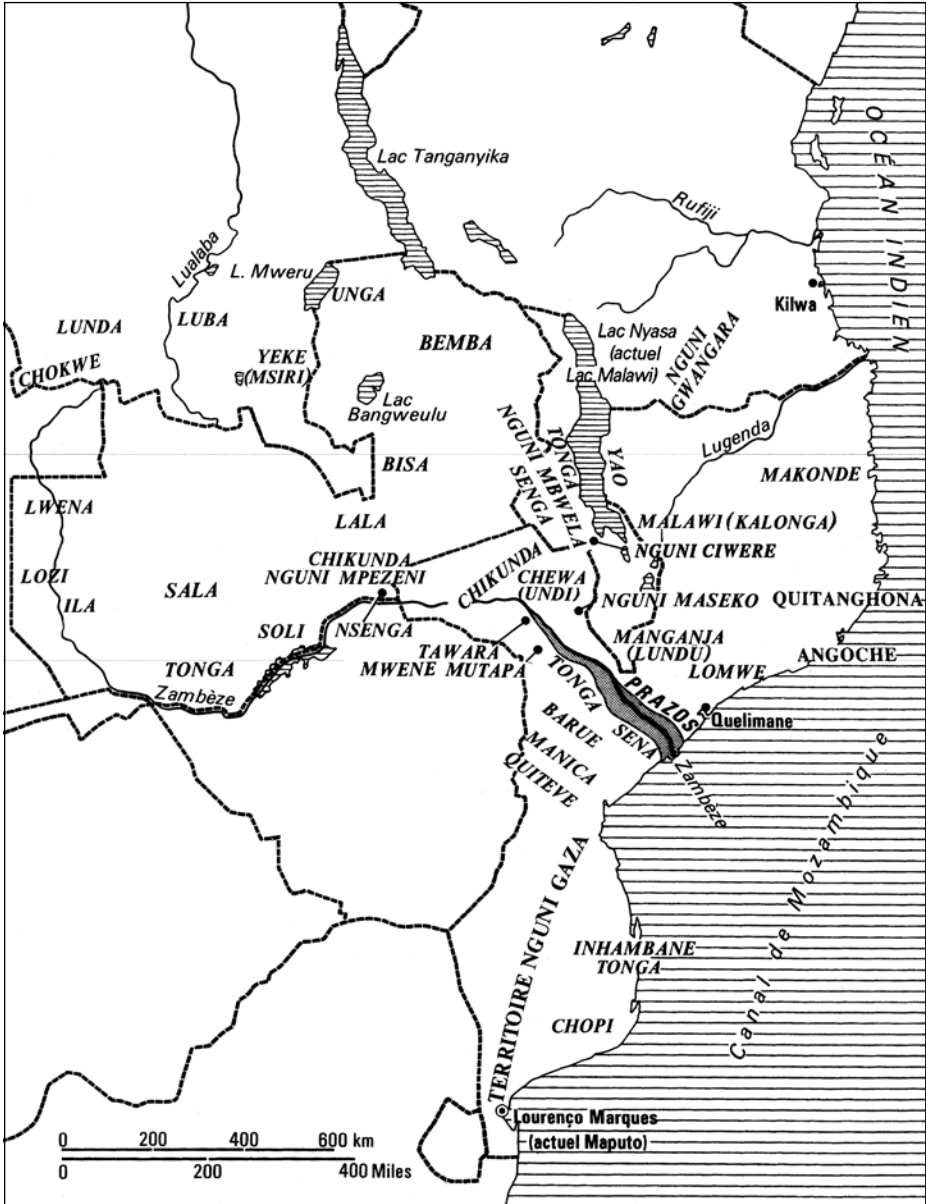 OCÉAN INDIEN
Lac Tanganyika
Rufiji
Lualaba
L. Mweru
UNGA
Kilwa
LUNDA
LUBA
BEMBA
Lac Nyasa
(actuel
Lac Malawi)
NGUNI
GWANGARA
CHOKWE
YEKE
(MSIRI)
Lac
Bangweulu
Lugenda
TONGA
NGUNI MBWELA
SENGA
YAO
BISA
MAKONDE
LWENA
LALA
MALAWI (KALONGA)
NGUNI CIWERE
CHIKUNDA
NGUNI MPEZENI
CHIKUNDA
CHEWA
(UNDI)
LOZI
SALA
ILA
NGUNI MASEKO
QUITANGHONA
NSENGA
SOLI
TAWARA
MWENE MUTAPA
MANGANJA
(LUNDU)
ANGOCHE
LOMWE
TONGA
Zambèze
TONGA
PRAZOS
Quelimane
BARUE
SENA
MANICA
QUITEVE
Zambèze
Canal de Mozambique
TERRITOIRE NGUNI GAZA
INHAMBANE
TONGA
CHOPI
Lourenço Marques
(actuel Maputo)
0 200 400 600 km
0 200 400 Miles